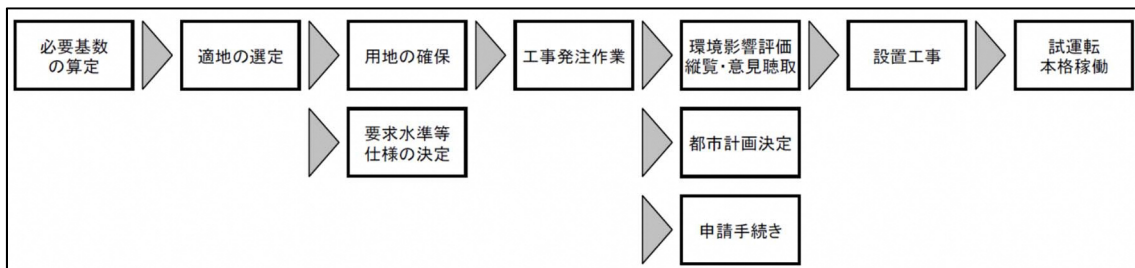 必要基数
の算定
適地の選定
用地の確保
工事発注作業
環境影響評価
縦覧・意見聴取
設置工事
試運転
本格稼働
要求水準等
仕様の決定
都市計画決定
申請手続き